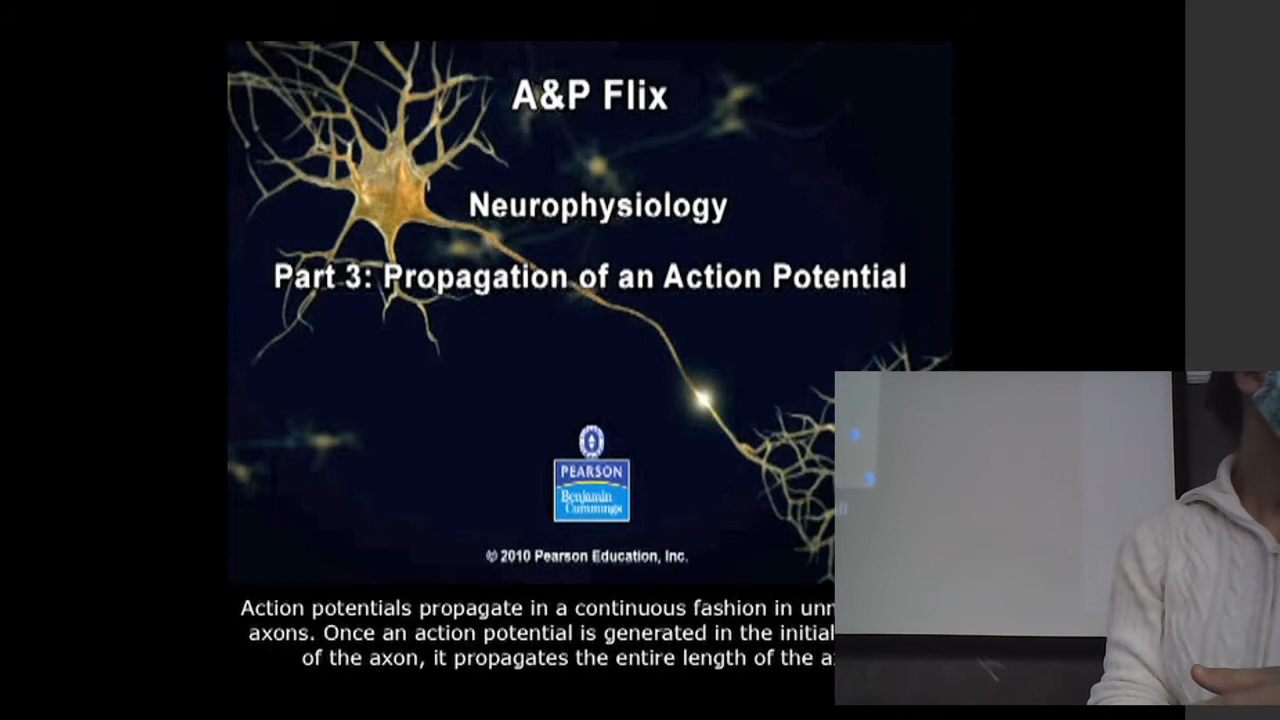 A&P Flix
Neurophysiology
Part 3: Propagation of an Action Potential
PEARSON
Benjamin
Cummings
© 2010 Pearson Education, Inc.
Action potentials propagate in a continuous fashion in
axons. Once an action potential is generated in the initial
of the axon, it propagates the entire length of the